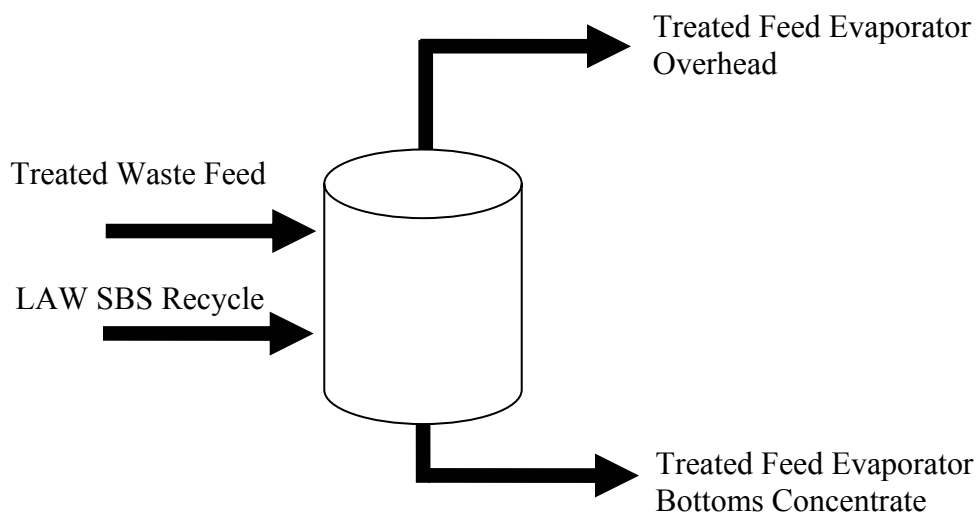 Treated Feed Evaporator
Overhead
Treated Waste Feed
LAW SBS Recycle
Treated Feed Evaporator
Bottoms Concentrate